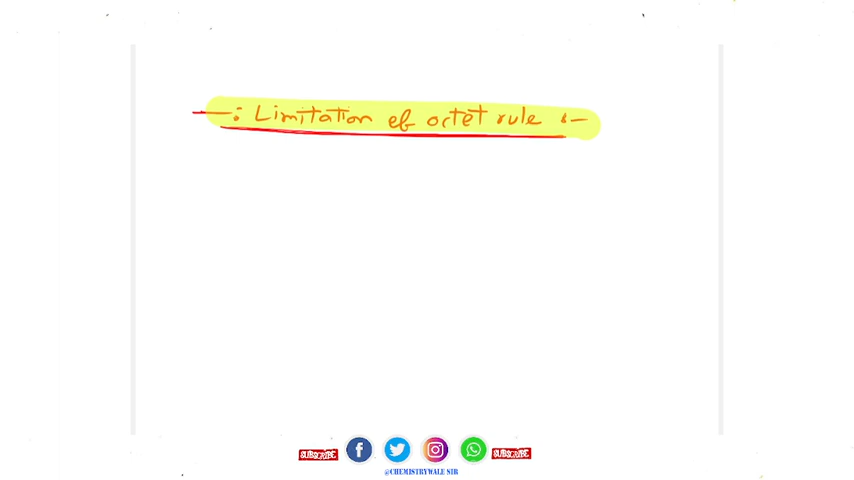 -: Limitation of octet rule :-
SUBSCRIBE SUBSCRIBE
@CHEMISTRYWALE SIR